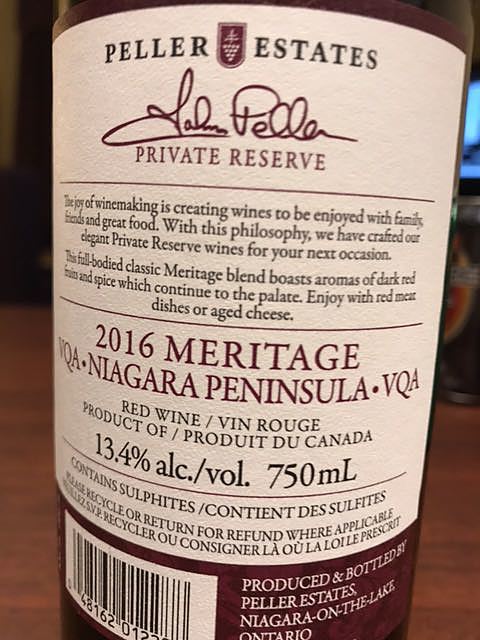 PELLER ESTATES
John Peller
PRIVATE RESERVE
The joy of winemaking is creating wines to be enjoyed with family,
friends and great food. With this philosophy, we have crafted our
elegant Private Reserve wines for your next occasion.
This full-bodied classic Meritage blend boasts aromas of dark red
fruits and spice which continue to the palate. Enjoy with red meat
dishes or aged cheese.
2016 MERITAGE
VQA•NIAGARA PENINSULA•VQA
RED WINE / VIN ROUGE
PRODUCT OF / PRODUIT DU CANADA
13.4% alc./vol. 750mL
CONTAINS SULPHITES /CONTIENT DES SULFITES
PLEASE RECYCLE OR RETURN FOR REFUND WHERE APPLICABLE
VEUILLEZ S.V.P. RECYCLER OU CONSIGNER LÀ OÙ LA LOI LE PRESCRIT
PRODUCED & BOTTLED BY
PELLER ESTATES,
NIAGARA-ON-THE-LAKE,
ONTARIO